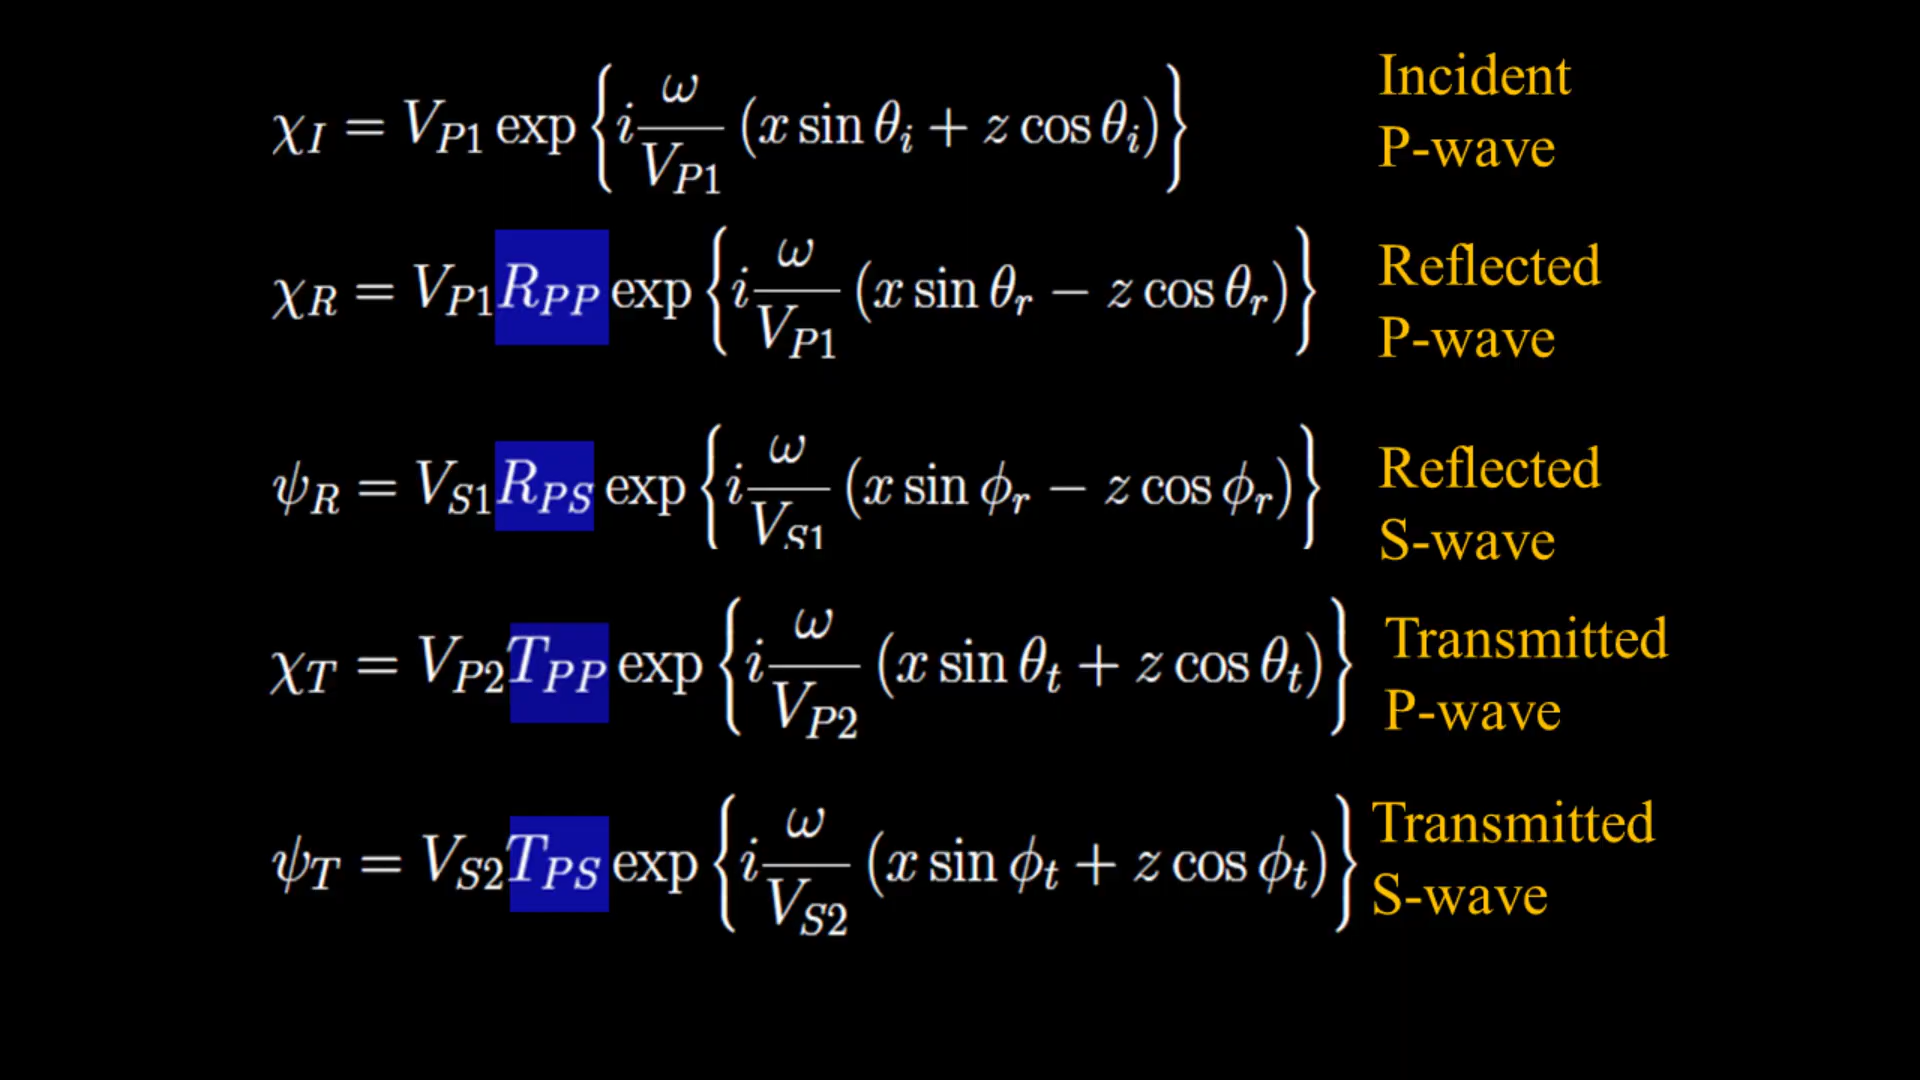 χ_I = V_{P1} exp { i ω/V_{P1} (x sin θ_i + z cos θ_i) }
Incident
P-wave
χ_R = V_{P1} R_{PP} exp { i ω/V_{P1} (x sin θ_r − z cos θ_r) }
Reflected
P-wave
ψ_R = V_{S1} R_{PS} exp { i ω/V_{S1} (x sin ϕ_r − z cos ϕ_r) }
Reflected
S-wave
χ_T = V_{P2} T_{PP} exp { i ω/V_{P2} (x sin θ_t + z cos θ_t) }
Transmitted
P-wave
ψ_T = V_{S2} T_{PS} exp { i ω/V_{S2} (x sin ϕ_t + z cos ϕ_t) }
Transmitted
S-wave